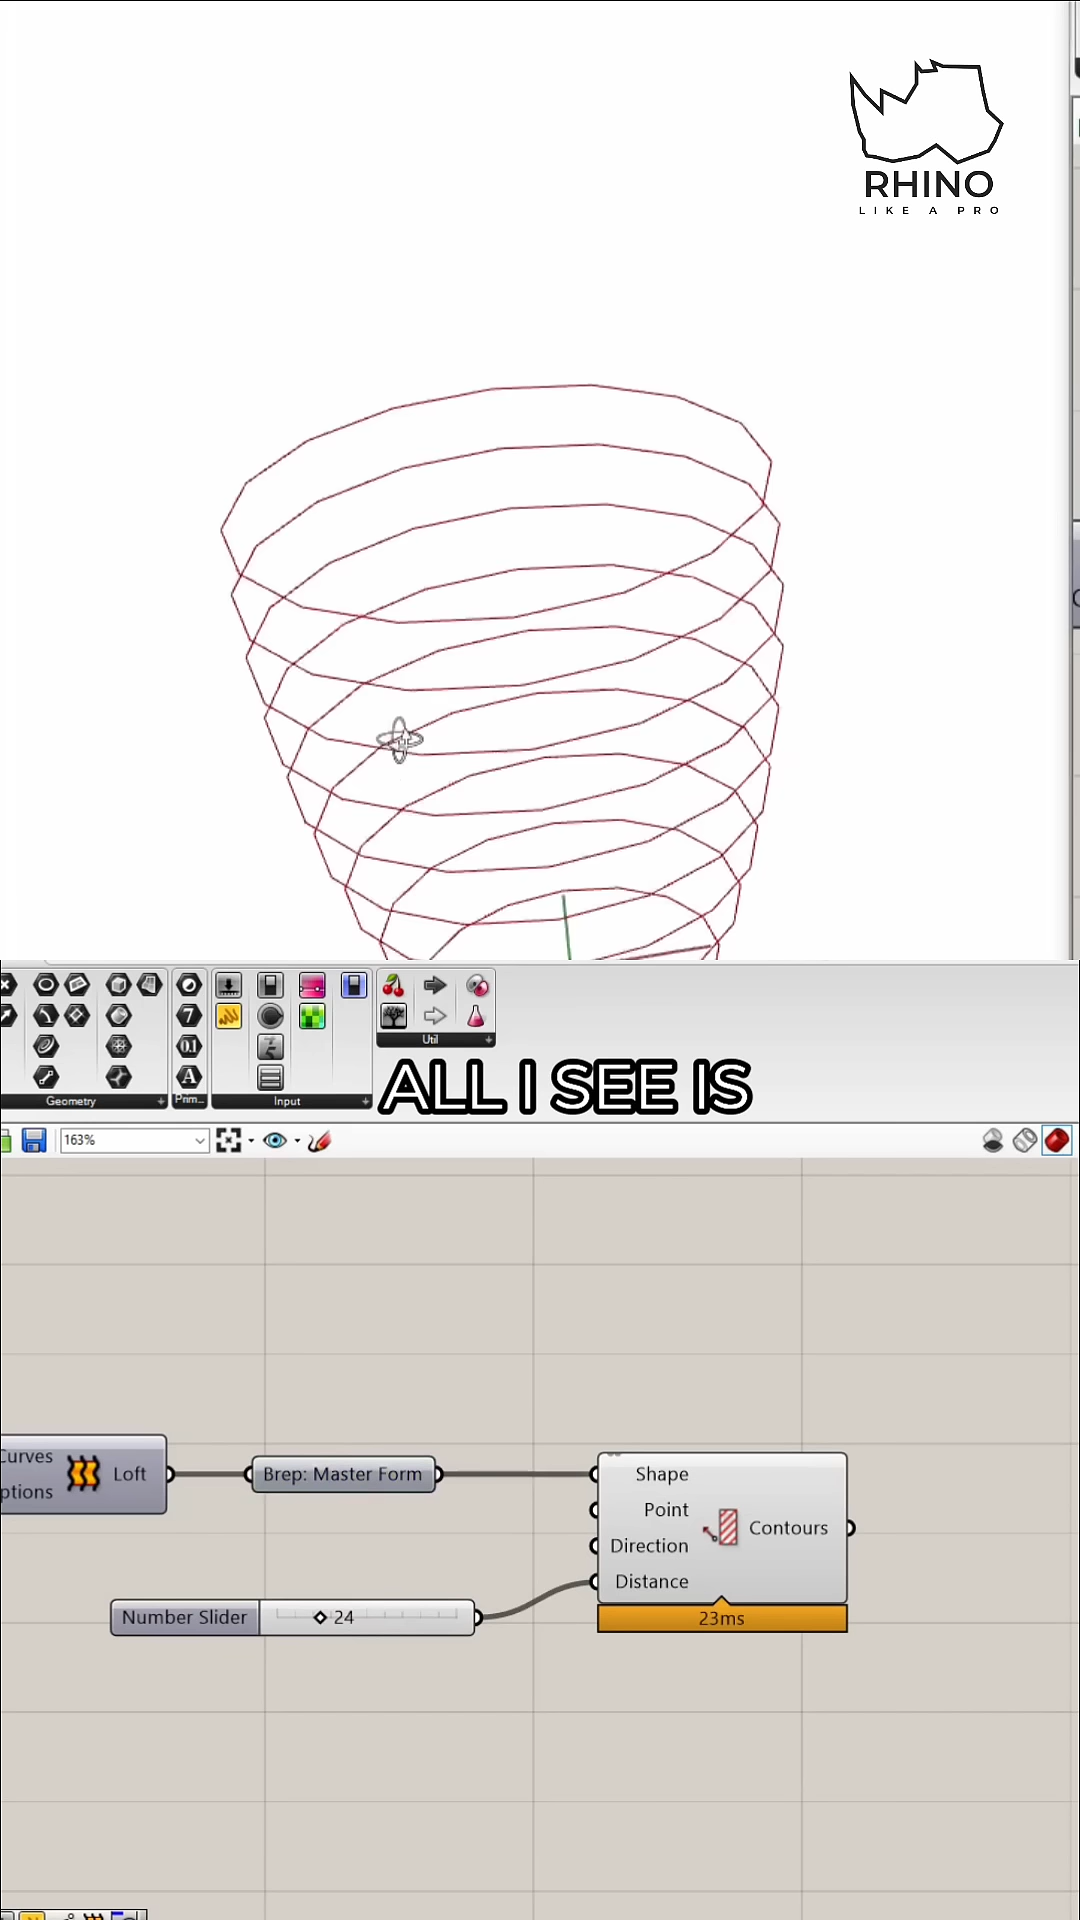 RHINO
LIKE A PRO
Geometry
Prim...
Input
Util
ALL I SEE IS
163%
Curves
ptions
Loft
Brep: Master Form
Shape
Point
Direction
Distance
Contours
23ms
Number Slider
24